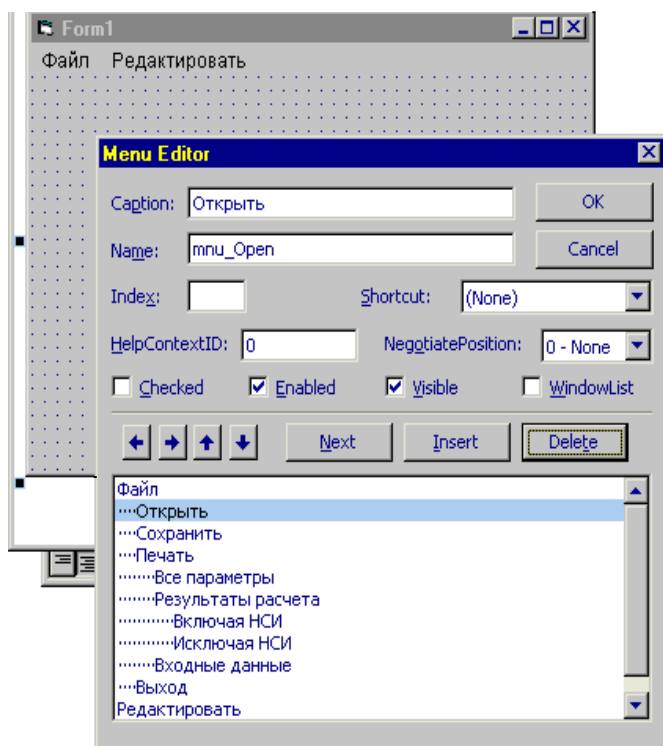 Form1
Файл Редактировать
Menu Editor
Caption: Открыть OK
Name: mnu_Open Cancel
Index: Shortcut: (None)
HelpContextID: 0 NegotiatePosition: 0 - None
Checked Enabled Visible WindowList
Next Insert Delete
Файл
····Открыть
····Сохранить
····Печать
········Все параметры
········Результаты расчета
············Включая НСИ
············Исключая НСИ
········Входные данные
····Выход
Редактировать